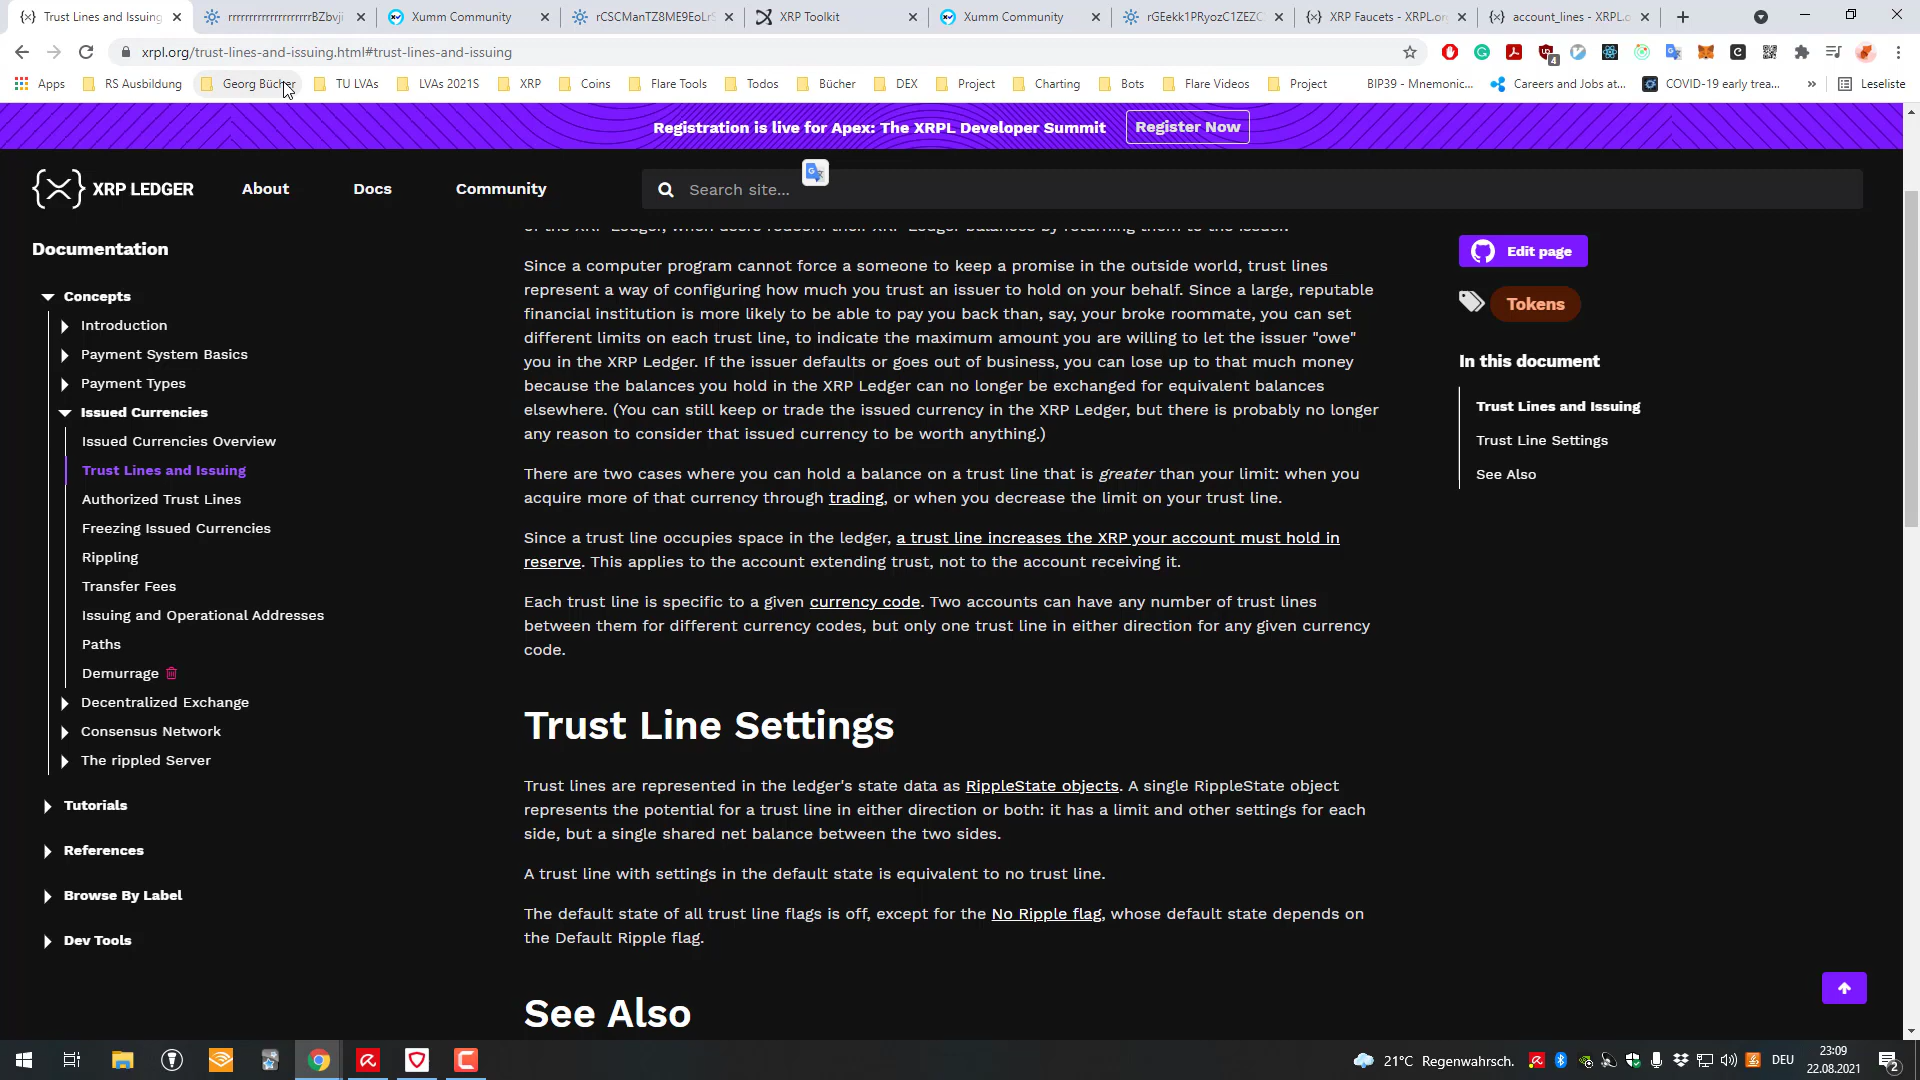 Trust Lines and Issuing
rrrrrrrrrrrrrrrrrrrrBZbvji
Xumm Community
rCSCManTZ8ME9EoLrS
XRP Toolkit
Xumm Community
rGEekk1PRyozC1ZEZC
XRP Faucets - XRPL.or
account_lines - XRPL.o
xrpl.org/trust-lines-and-issuing.html#trust-lines-and-issuing
4
Apps
RS Ausbildung
Georg Bücher
TU LVAs
LVAs 2021S
XRP
Coins
Flare Tools
Todos
Bücher
DEX
Project
Charting
Bots
Flare Videos
Project
BIP39 - Mnemonic...
Careers and Jobs at...
COVID-19 early trea...
»
Leseliste
Registration is live for Apex: The XRPL Developer Summit
Register Now
XRP LEDGER
About
Docs
Community
Search site...
Documentation
Concepts
Introduction
Payment System Basics
Payment Types
Issued Currencies
Issued Currencies Overview
Trust Lines and Issuing
Authorized Trust Lines
Freezing Issued Currencies
Rippling
Transfer Fees
Issuing and Operational Addresses
Paths
Demurrage
Decentralized Exchange
Consensus Network
The rippled Server
Tutorials
References
Browse By Label
Dev Tools
of the XRP Ledger, when users redeem their XRP Ledger balances by returning them to the issuer.
Since a computer program cannot force a someone to keep a promise in the outside world, trust lines
represent a way of configuring how much you trust an issuer to hold on your behalf. Since a large, reputable
financial institution is more likely to be able to pay you back than, say, your broke roommate, you can set
different limits on each trust line, to indicate the maximum amount you are willing to let the issuer "owe"
you in the XRP Ledger. If the issuer defaults or goes out of business, you can lose up to that much money
because the balances you hold in the XRP Ledger can no longer be exchanged for equivalent balances
elsewhere. (You can still keep or trade the issued currency in the XRP Ledger, but there is probably no longer
any reason to consider that issued currency to be worth anything.)
There are two cases where you can hold a balance on a trust line that is greater than your limit: when you
acquire more of that currency through trading, or when you decrease the limit on your trust line.
Since a trust line occupies space in the ledger, a trust line increases the XRP your account must hold in
reserve. This applies to the account extending trust, not to the account receiving it.
Each trust line is specific to a given currency code. Two accounts can have any number of trust lines
between them for different currency codes, but only one trust line in either direction for any given currency
code.
Trust Line Settings
Trust lines are represented in the ledger's state data as RippleState objects. A single RippleState object
represents the potential for a trust line in either direction or both: it has a limit and other settings for each
side, but a single shared net balance between the two sides.
A trust line with settings in the default state is equivalent to no trust line.
The default state of all trust line flags is off, except for the No Ripple flag, whose default state depends on
the Default Ripple flag.
See Also
Edit page
Tokens
In this document
Trust Lines and Issuing
Trust Line Settings
See Also
21°C Regenwahrsch.
DEU
23:09
22.08.2021
2